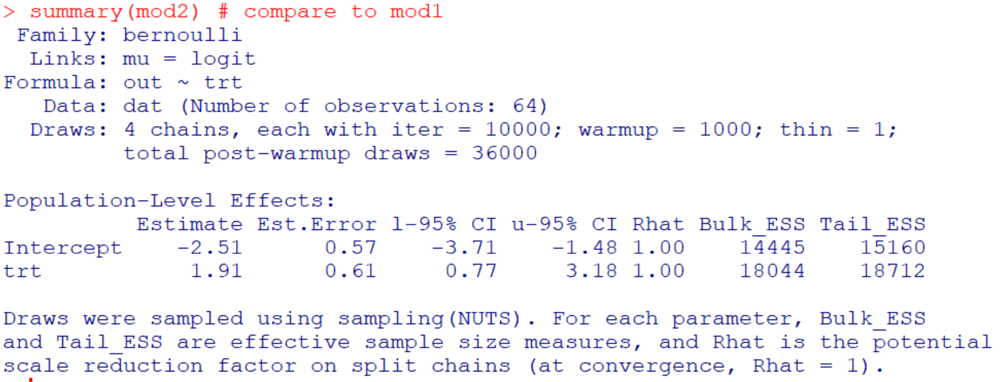 > summary(mod2) # compare to mod1
Family: bernoulli
Links: mu = logit
Formula: out ~ trt
Data: dat (Number of observations: 64)
Draws: 4 chains, each with iter = 10000; warmup = 1000; thin = 1;
total post-warmup draws = 36000
Population-Level Effects:
Estimate Est.Error l-95% CI u-95% CI Rhat Bulk_ESS Tail_ESS
Intercept -2.51 0.57 -3.71 -1.48 1.00 14445 15160
trt 1.91 0.61 0.77 3.18 1.00 18044 18712
Draws were sampled using sampling(NUTS). For each parameter, Bulk_ESS
and Tail_ESS are effective sample size measures, and Rhat is the potential
scale reduction factor on split chains (at convergence, Rhat = 1).